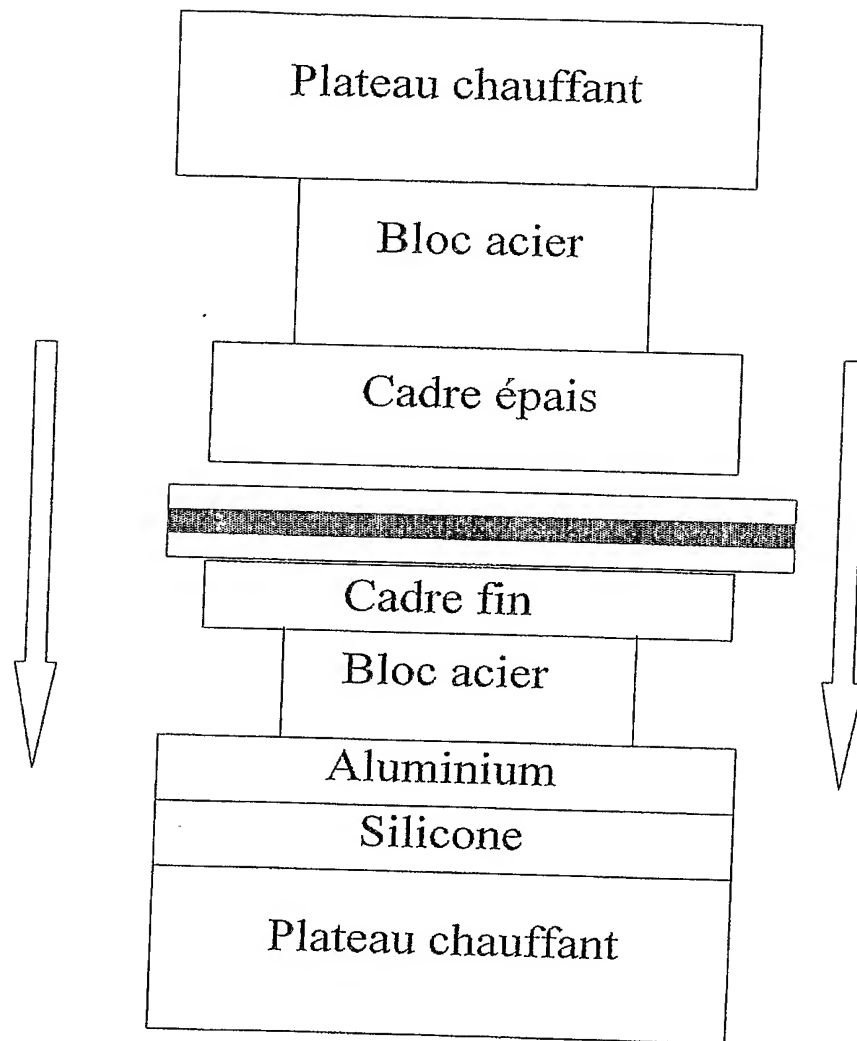 Plateau chauffant
Bloc acier
Cadre épais
Cadre fin
Bloc acier
Aluminium
Silicone
Plateau chauffant